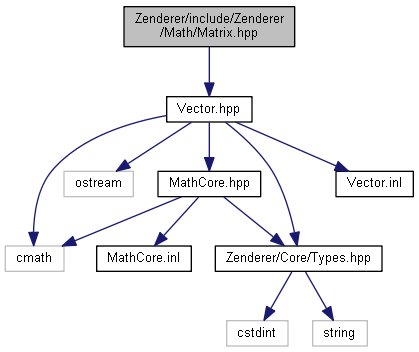 Zenderer/include/Zenderer
/Math/Matrix.hpp
Vector.hpp
ostream
MathCore.hpp
Vector.inl
cmath
MathCore.inl
Zenderer/Core/Types.hpp
cstdint
string